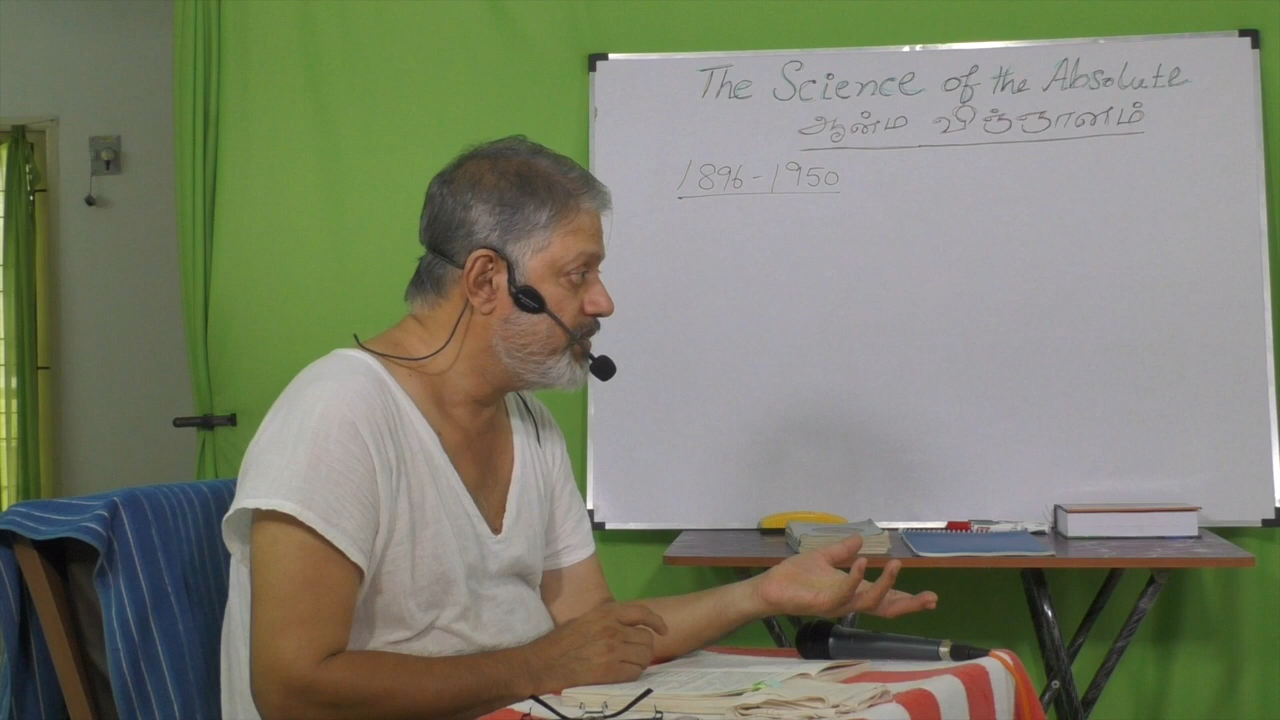 The Science of the Absolute
ஆன்ம விஞ்ஞானம்
1896-1950